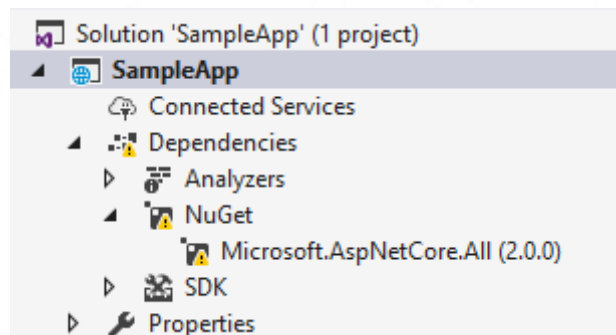 Solution 'SampleApp' (1 project)
SampleApp
Connected Services
Dependencies
Analyzers
NuGet
Microsoft.AspNetCore.All (2.0.0)
SDK
Properties